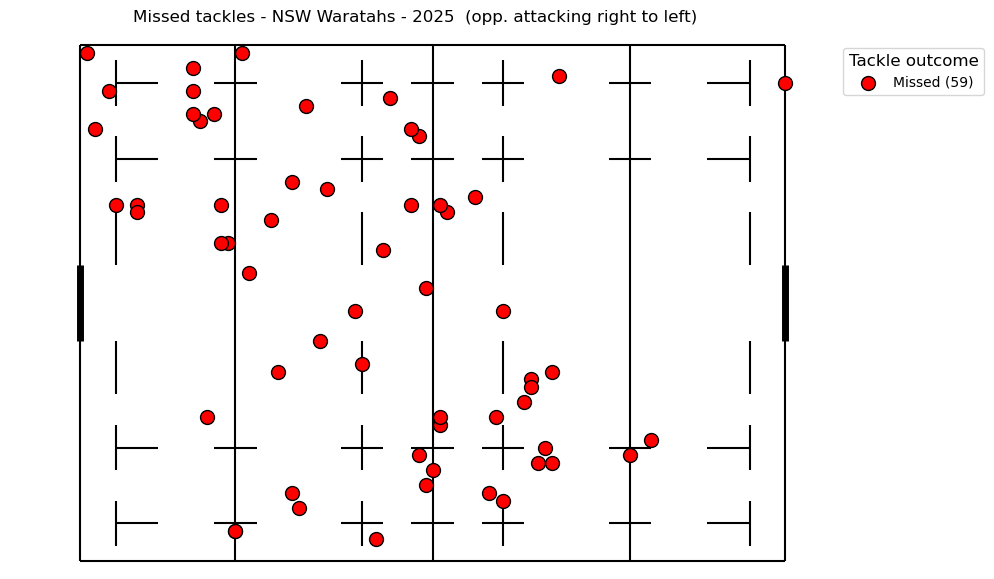 Missed tackles - NSW Waratahs - 2025  (opp. attacking right to left)
Tackle outcome
Missed (59)